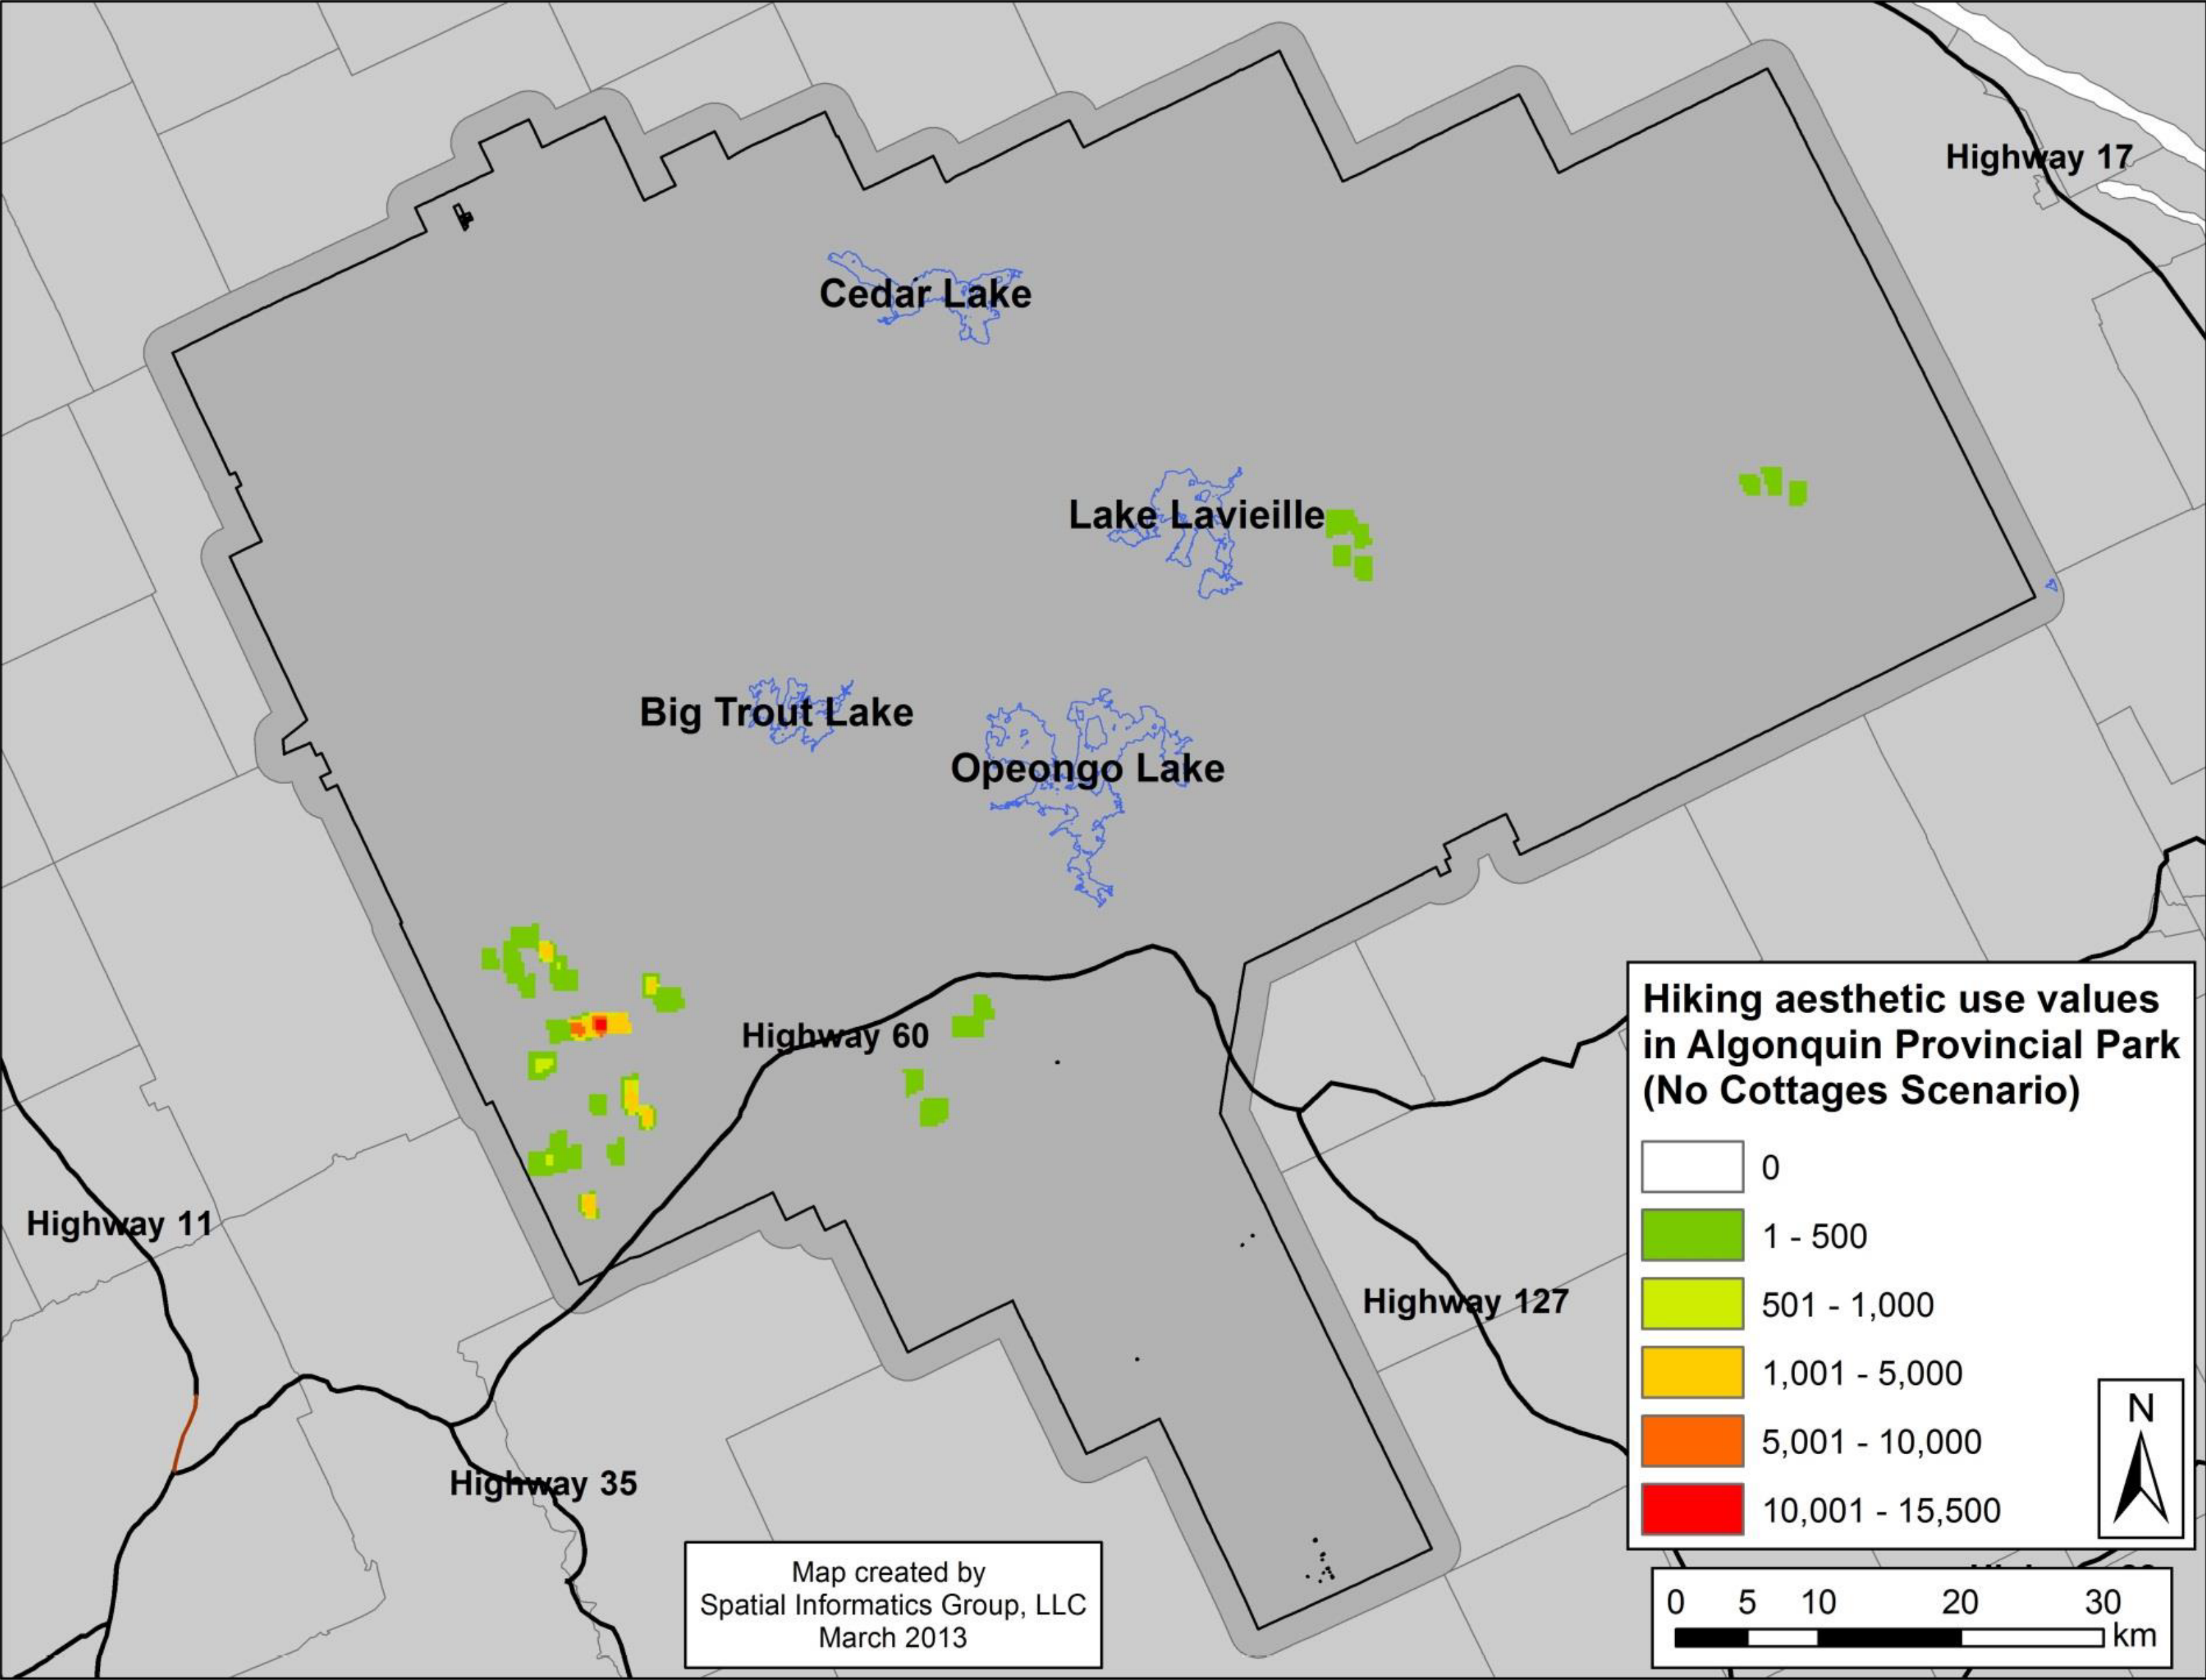 Highway 17
Cedar Lake
Lake Lavieille
Big Trout Lake
Opeongo Lake
Highway 60
Highway 11
Highway 127
Highway 35
Hiking aesthetic use values
in Algonquin Provincial Park
(No Cottages Scenario)
0
1 - 500
501 - 1,000
1,001 - 5,000
5,001 - 10,000
10,001 - 15,500
N
Map created by
Spatial Informatics Group, LLC
March 2013
0 5 10 20 30
km